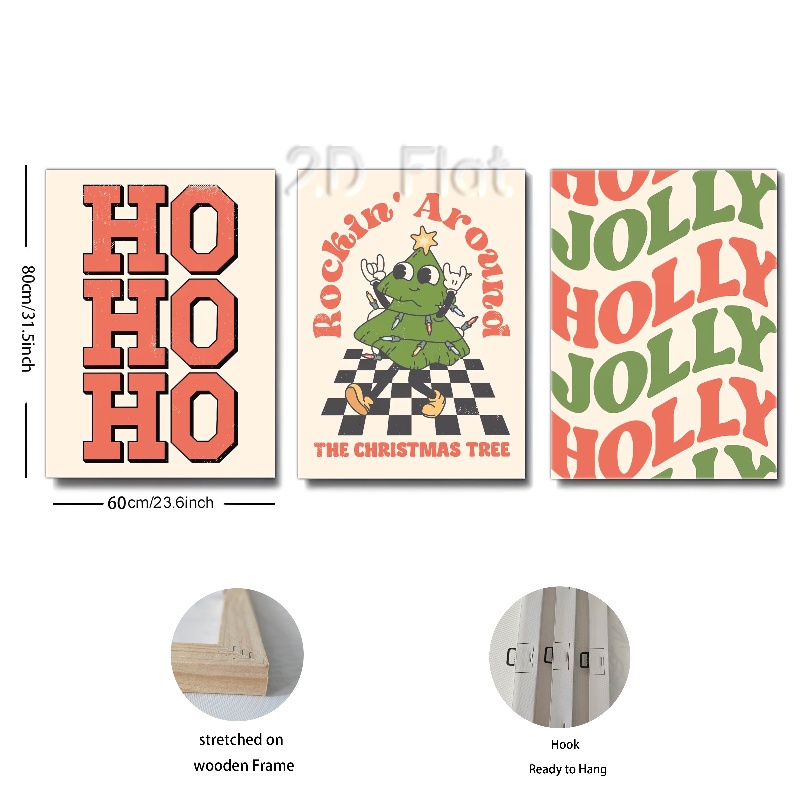 2D Flat
HO
HO
HO
Rockin' Around
THE CHRISTMAS TREE
HOLLY
JOLLY
HOLLY
JOLLY
HOLLY
JOLLY
80cm/31.5inch
60cm/23.6inch
stretched on
wooden Frame
Hook
Ready to Hang